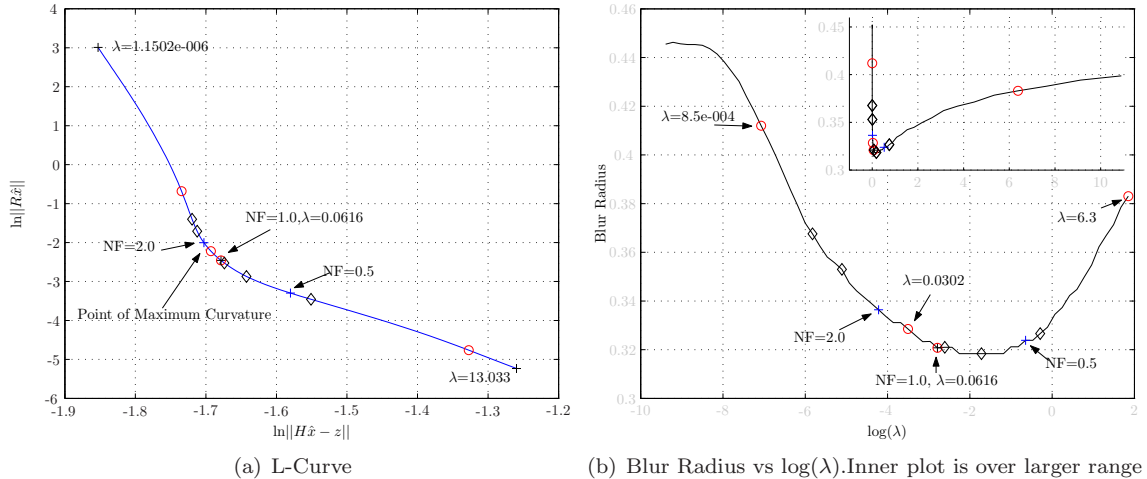 4
3
2
1
0
-1
-2
-3
-4
-5
-6
ln||Rx̂||
λ=1.1502e-006
NF=1.0,λ=0.0616
NF=2.0
NF=0.5
Point of Maximum Curvature
λ=13.033
-1.9 -1.8 -1.7 -1.6 -1.5 -1.4 -1.3 -1.2
ln||Hx̂ − z||
(a) L-Curve
0.46
0.44
0.42
0.4
0.38
0.36
0.34
0.32
0.3
Blur Radius
λ=8.5e-004
0.4
0.35
0.3
0 2 4 6 8 10
λ=6.3
λ=0.0302
NF=2.0
NF=0.5
NF=1.0, λ=0.0616
-10 -8 -6 -4 -2 0 2
log(λ)
(b) Blur Radius vs log(λ).Inner plot is over larger range